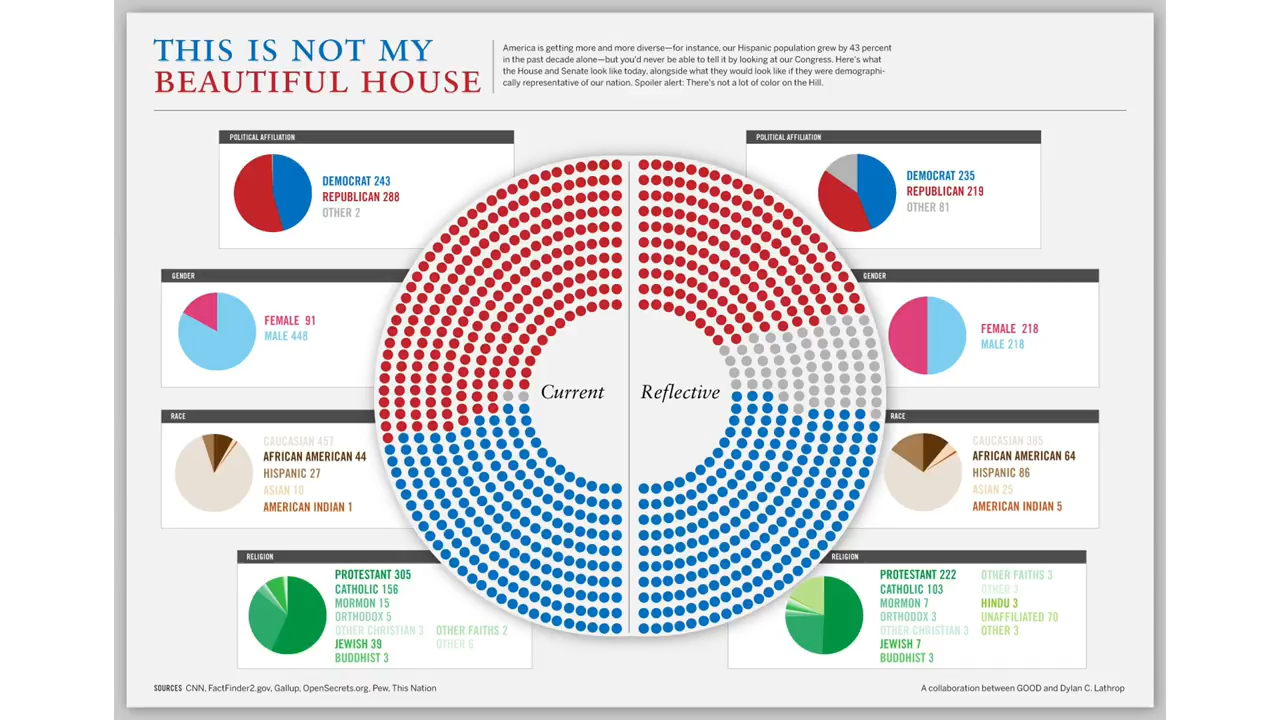 THIS IS NOT MY
BEAUTIFUL HOUSE
America is getting more and more diverse—for instance, our Hispanic population grew by 43 percent
in the past decade alone—but you'd never be able to tell it by looking at our Congress. Here's what
the House and Senate look like today, alongside what they would look like if they were demographi-
cally representative of our nation. Spoiler alert: There's not a lot of color on the Hill.
POLITICAL AFFILIATION
DEMOCRAT 243
REPUBLICAN 288
OTHER 2
POLITICAL AFFILIATION
DEMOCRAT 235
REPUBLICAN 219
OTHER 81
GENDER
FEMALE 91
MALE 448
GENDER
FEMALE 218
MALE 218
Current
Reflective
RACE
CAUCASIAN 457
AFRICAN AMERICAN 44
HISPANIC 27
ASIAN 10
AMERICAN INDIAN 1
RACE
CAUCASIAN 385
AFRICAN AMERICAN 64
HISPANIC 86
ASIAN 25
AMERICAN INDIAN 5
RELIGION
PROTESTANT 305
CATHOLIC 156
MORMON 15
ORTHODOX 5
OTHER CHRISTIAN 3
JEWISH 39
BUDDHIST 3
OTHER FAITHS 2
OTHER 6
RELIGION
PROTESTANT 222
CATHOLIC 103
MORMON 7
ORTHODOX 3
OTHER CHRISTIAN 3
JEWISH 7
BUDDHIST 3
OTHER FAITHS 3
OTHER 3
HINDU 3
UNAFFILIATED 70
OTHER 3
SOURCES CNN, FactFinder2.gov, Gallup, OpenSecrets.org, Pew, This Nation
A collaboration between GOOD and Dylan C. Lathrop